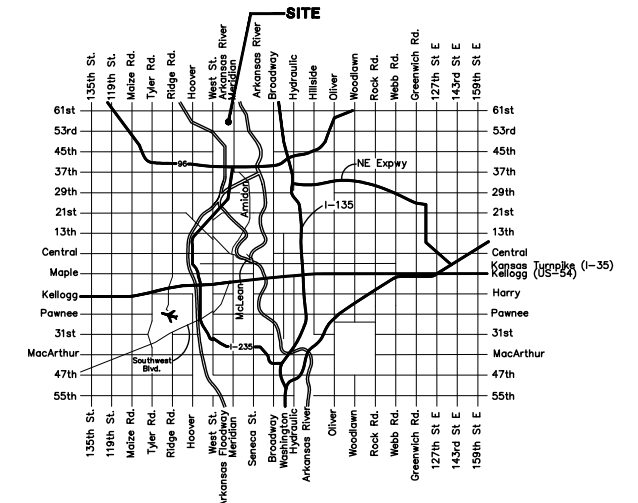 SITE
135th St.
119th St.
Maize Rd.
Tyler Rd.
Ridge Rd.
Hoover
West St.
Arkansas River
Meridian
Arkansas River
Broadway
Hydraulic
Hillside
Oliver
Woodlawn
Rock Rd.
Webb Rd.
Greenwich Rd.
127th St E
143rd St E
159th St E
61st
61st
53rd
53rd
45th
45th
96
37th
NE Expwy
37th
29th
Amidon
29th
21st
I-135
21st
13th
13th
Central
Central
Kansas Turnpike (I-35)
Maple
Kellogg (US-54)
Kellogg
McLean
Harry
Pawnee
Pawnee
31st
31st
I-235
MacArthur
Southwest
Blvd.
MacArthur
47th
47th
55th
55th
135th St.
119th St.
Maize Rd.
Tyler Rd.
Ridge Rd.
Hoover
West St.
Arkansas Floodway
Meridian
Seneca St.
Broadway
Washington
Hydraulic
Arkansas River
Oliver
Woodlawn
Rock Rd.
Webb Rd.
Greenwich Rd.
127th St E
143rd St E
159th St E